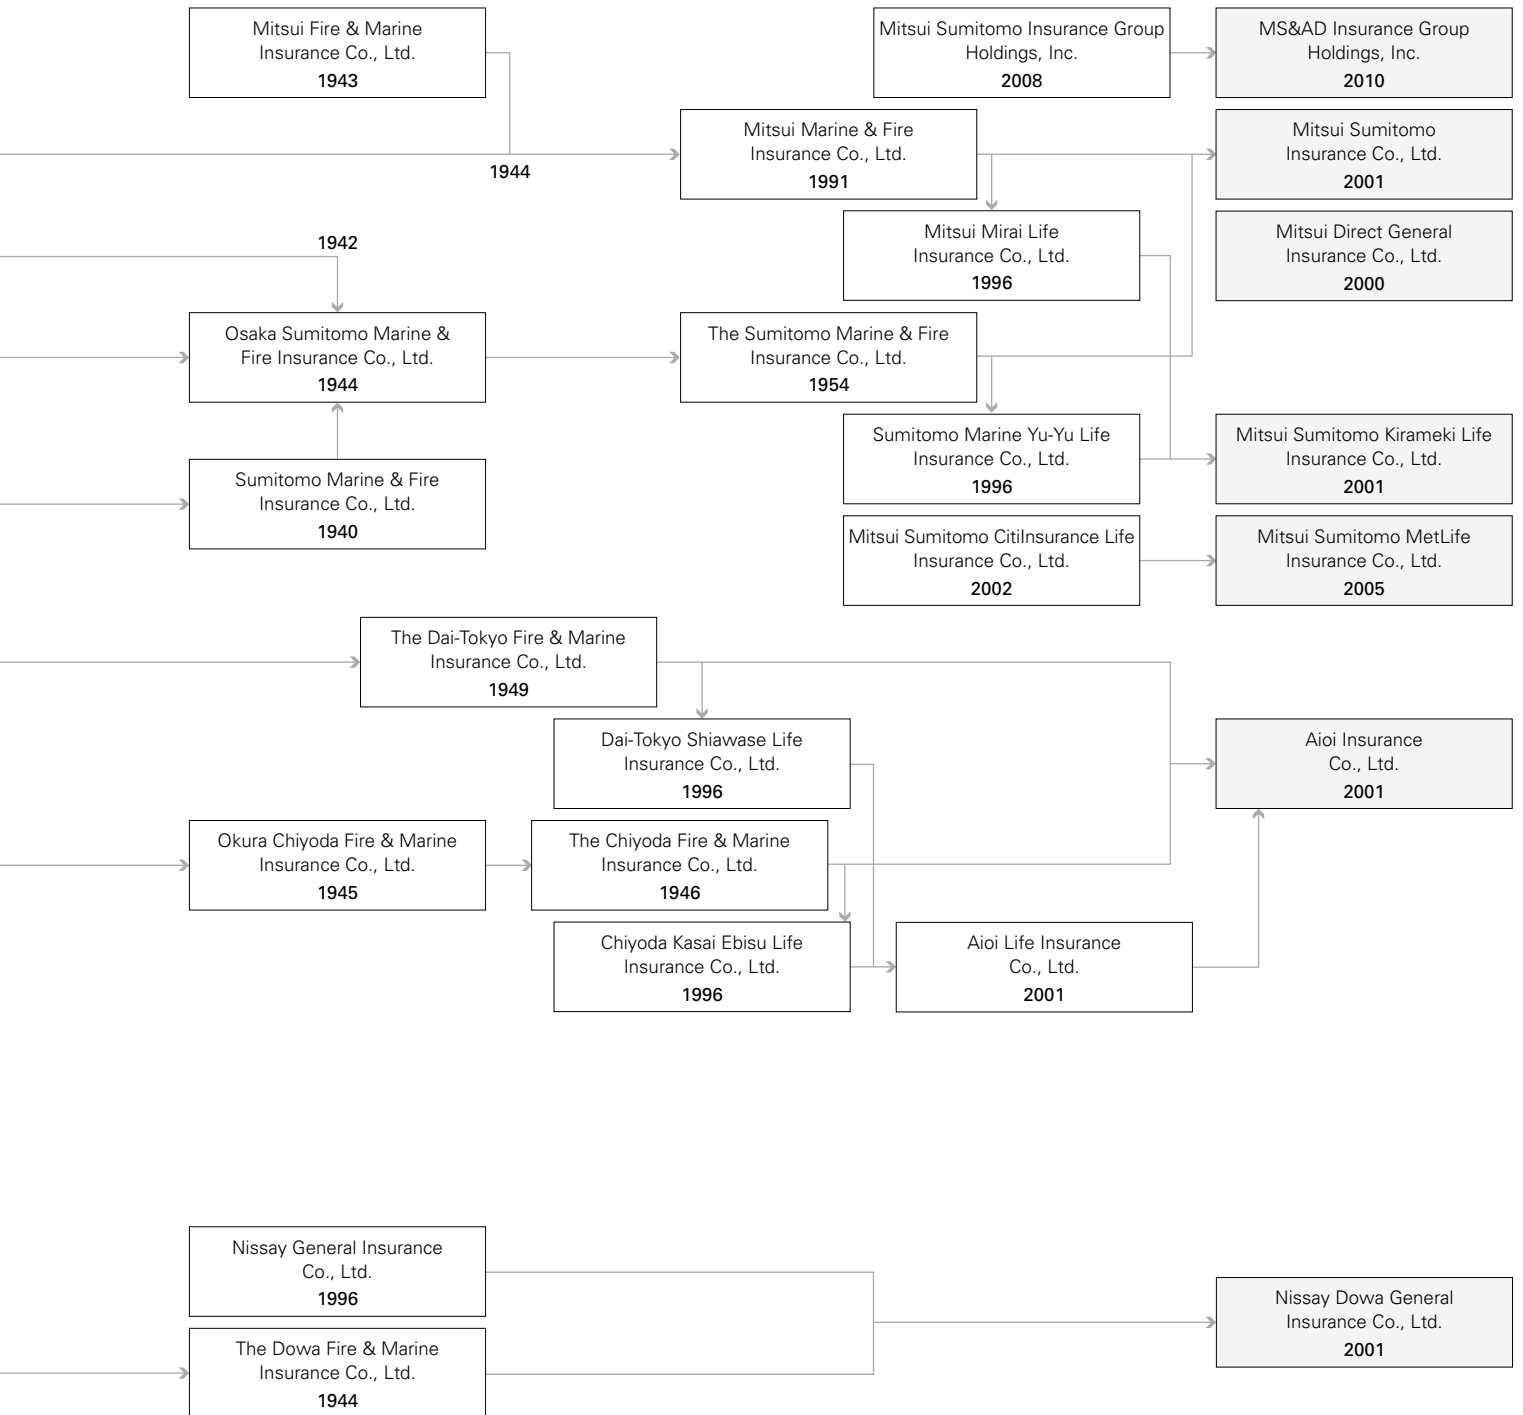 Mitsui Fire & Marine
Insurance Co., Ltd.
1943
Mitsui Sumitomo Insurance Group
Holdings, Inc.
2008
MS&AD Insurance Group
Holdings, Inc.
2010
1944
Mitsui Marine & Fire
Insurance Co., Ltd.
1991
Mitsui Sumitomo
Insurance Co., Ltd.
2001
Mitsui Mirai Life
Insurance Co., Ltd.
1996
Mitsui Direct General
Insurance Co., Ltd.
2000
1942
Osaka Sumitomo Marine &
Fire Insurance Co., Ltd.
1944
The Sumitomo Marine & Fire
Insurance Co., Ltd.
1954
Sumitomo Marine Yu-Yu Life
Insurance Co., Ltd.
1996
Mitsui Sumitomo Kirameki Life
Insurance Co., Ltd.
2001
Sumitomo Marine & Fire
Insurance Co., Ltd.
1940
Mitsui Sumitomo CitiInsurance Life
Insurance Co., Ltd.
2002
Mitsui Sumitomo MetLife
Insurance Co., Ltd.
2005
The Dai-Tokyo Fire & Marine
Insurance Co., Ltd.
1949
Dai-Tokyo Shiawase Life
Insurance Co., Ltd.
1996
Aioi Insurance
Co., Ltd.
2001
Okura Chiyoda Fire & Marine
Insurance Co., Ltd.
1945
The Chiyoda Fire & Marine
Insurance Co., Ltd.
1946
Chiyoda Kasai Ebisu Life
Insurance Co., Ltd.
1996
Aioi Life Insurance
Co., Ltd.
2001
Nissay General Insurance
Co., Ltd.
1996
Nissay Dowa General
Insurance Co., Ltd.
2001
The Dowa Fire & Marine
Insurance Co., Ltd.
1944